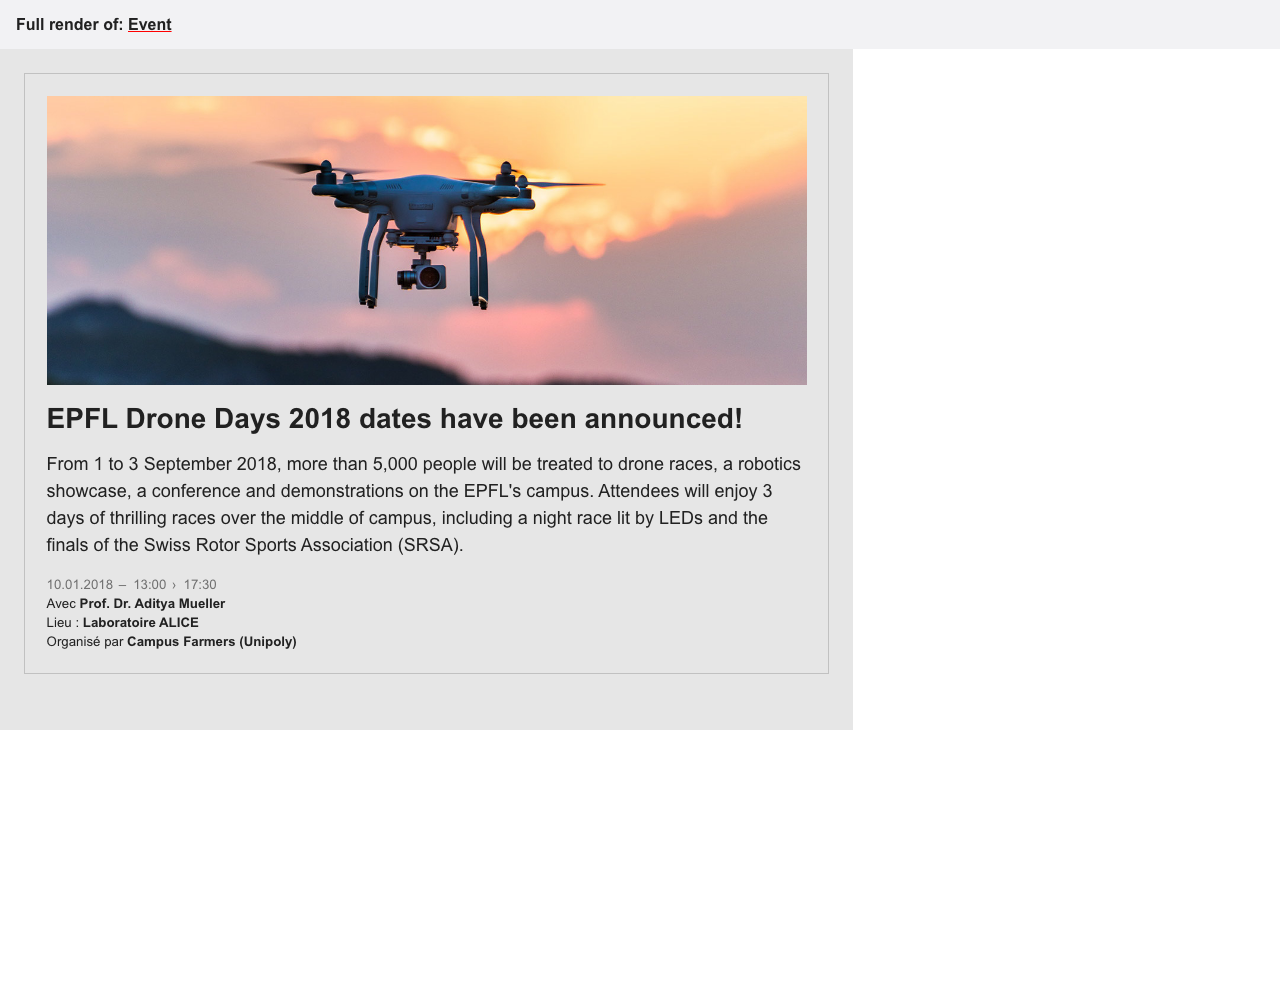 Full render of: Event
EPFL Drone Days 2018 dates have been announced!
From 1 to 3 September 2018, more than 5,000 people will be treated to drone races, a robotics
showcase, a conference and demonstrations on the EPFL's campus. Attendees will enjoy 3
days of thrilling races over the middle of campus, including a night race lit by LEDs and the
finals of the Swiss Rotor Sports Association (SRSA).
10.01.2018 – 13:00 › 17:30
Avec Prof. Dr. Aditya Mueller
Lieu : Laboratoire ALICE
Organisé par Campus Farmers (Unipoly)